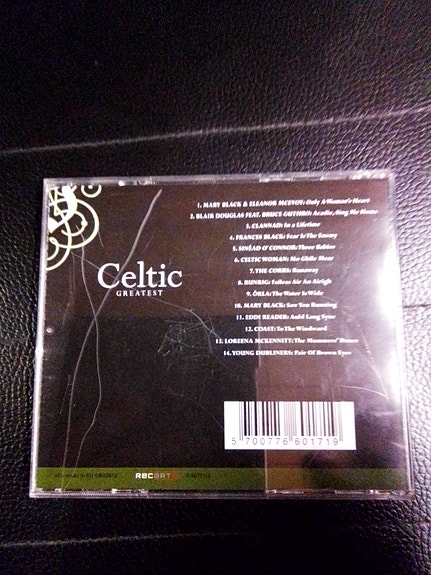 1. MARY BLACK & ELEANOR MCEVOY: Only A Woman's Heart
2. BLAIR DOUGLAS FEAT. BRUCE GUTHRO: Acadie, Sing Me Home
3. CLANNAD: In a Lifetime
4. FRANCES BLACK: Fear Is The Enemy
5. SINÉAD O'CONNOR: Three Babies
6. CELTIC WOMAN: Mo Ghile Mear
7. THE CORRS: Runaway
8. RUNRIG: Faileas Air An Airigh
9. ÓRLA: The Water Is Wide
10. MARY BLACK: Saw You Running
11. EDDI READER: Auld Lang Syne
12. COAST: To The Windward
13. LOREENA MCKENNITT: The Mummers' Dance
14. YOUNG DUBLINERS: Pair Of Brown Eyes
Celtic
GREATEST
5 700776 601719
RECART